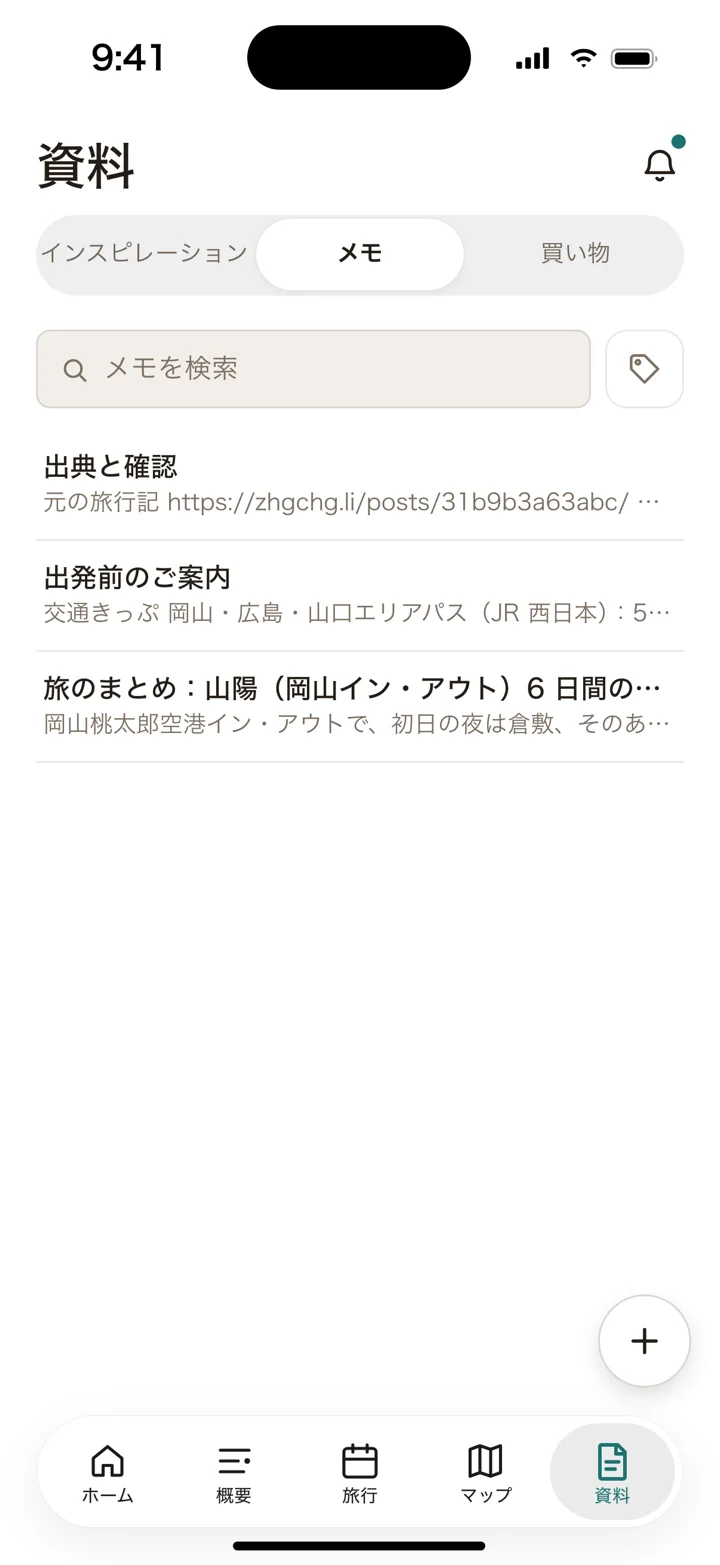 9:41
資料
インスピレーション
メモ
買い物
メモを検索
出典と確認
元の旅行記 https://zhgchg.li/posts/31b9b3a63abc/ …
出発前のご案内
交通きっぷ 岡山・広島・山口エリアパス（JR 西日本）：5…
旅のまとめ：山陽（岡山イン・アウト）6 日間の…
岡山桃太郎空港イン・アウトで、初日の夜は倉敷、そのあ…
ホーム
概要
旅行
マップ
資料